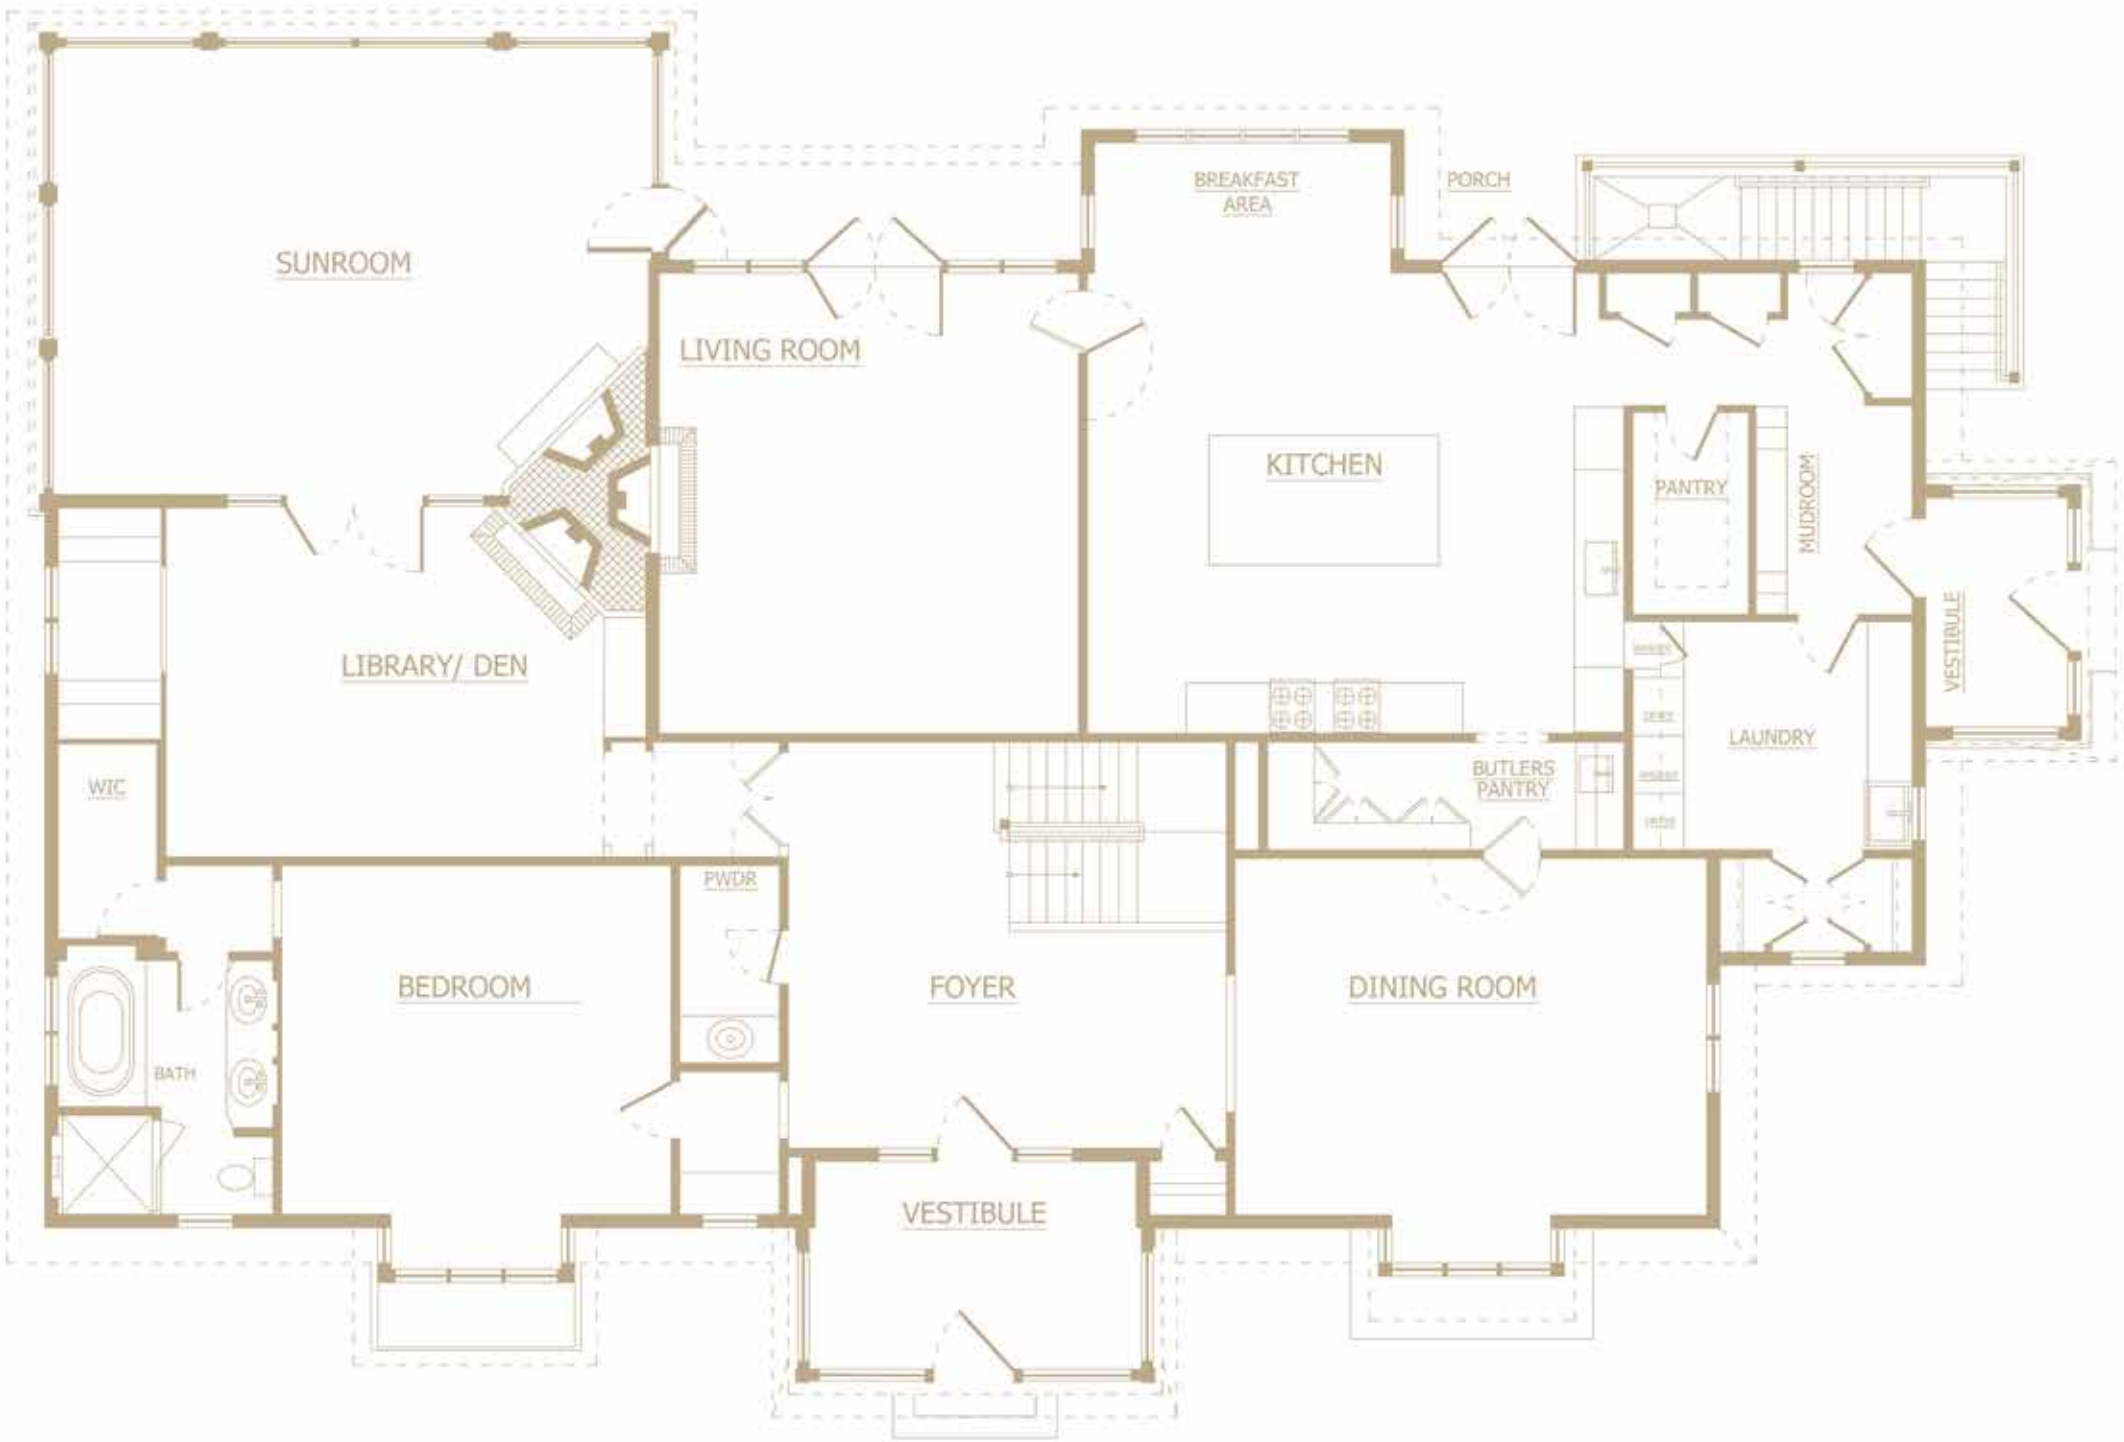 BREAKFAST
AREA
PORCH
SUNROOM
LIVING ROOM
KITCHEN
PANTRY
MUDROOM
LIBRARY/ DEN
VESTIBULE
LAUNDRY
WIC
BUTLERS
PANTRY
PWDR
BEDROOM
FOYER
DINING ROOM
BATH
VESTIBULE